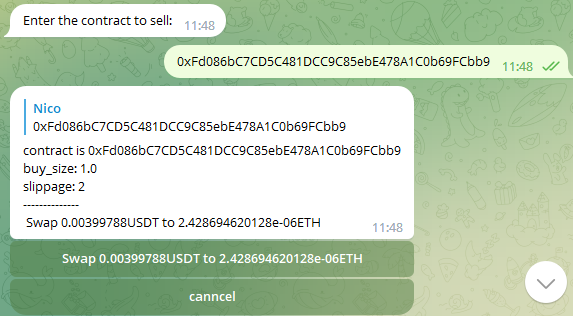 Enter the contract to sell:
11:48
0xFd086bC7CD5C481DCC9C85ebE478A1C0b69FCbb9
11:48
Nico
0xFd086bC7CD5C481DCC9C85ebE478A1C0b69FCbb9
contract is 0xFd086bC7CD5C481DCC9C85ebE478A1C0b69FCbb9
buy_size: 1.0
slippage: 2
--------------
Swap 0.00399788USDT to 2.428694620128e-06ETH
11:48
Swap 0.00399788USDT to 2.428694620128e-06ETH
canncel